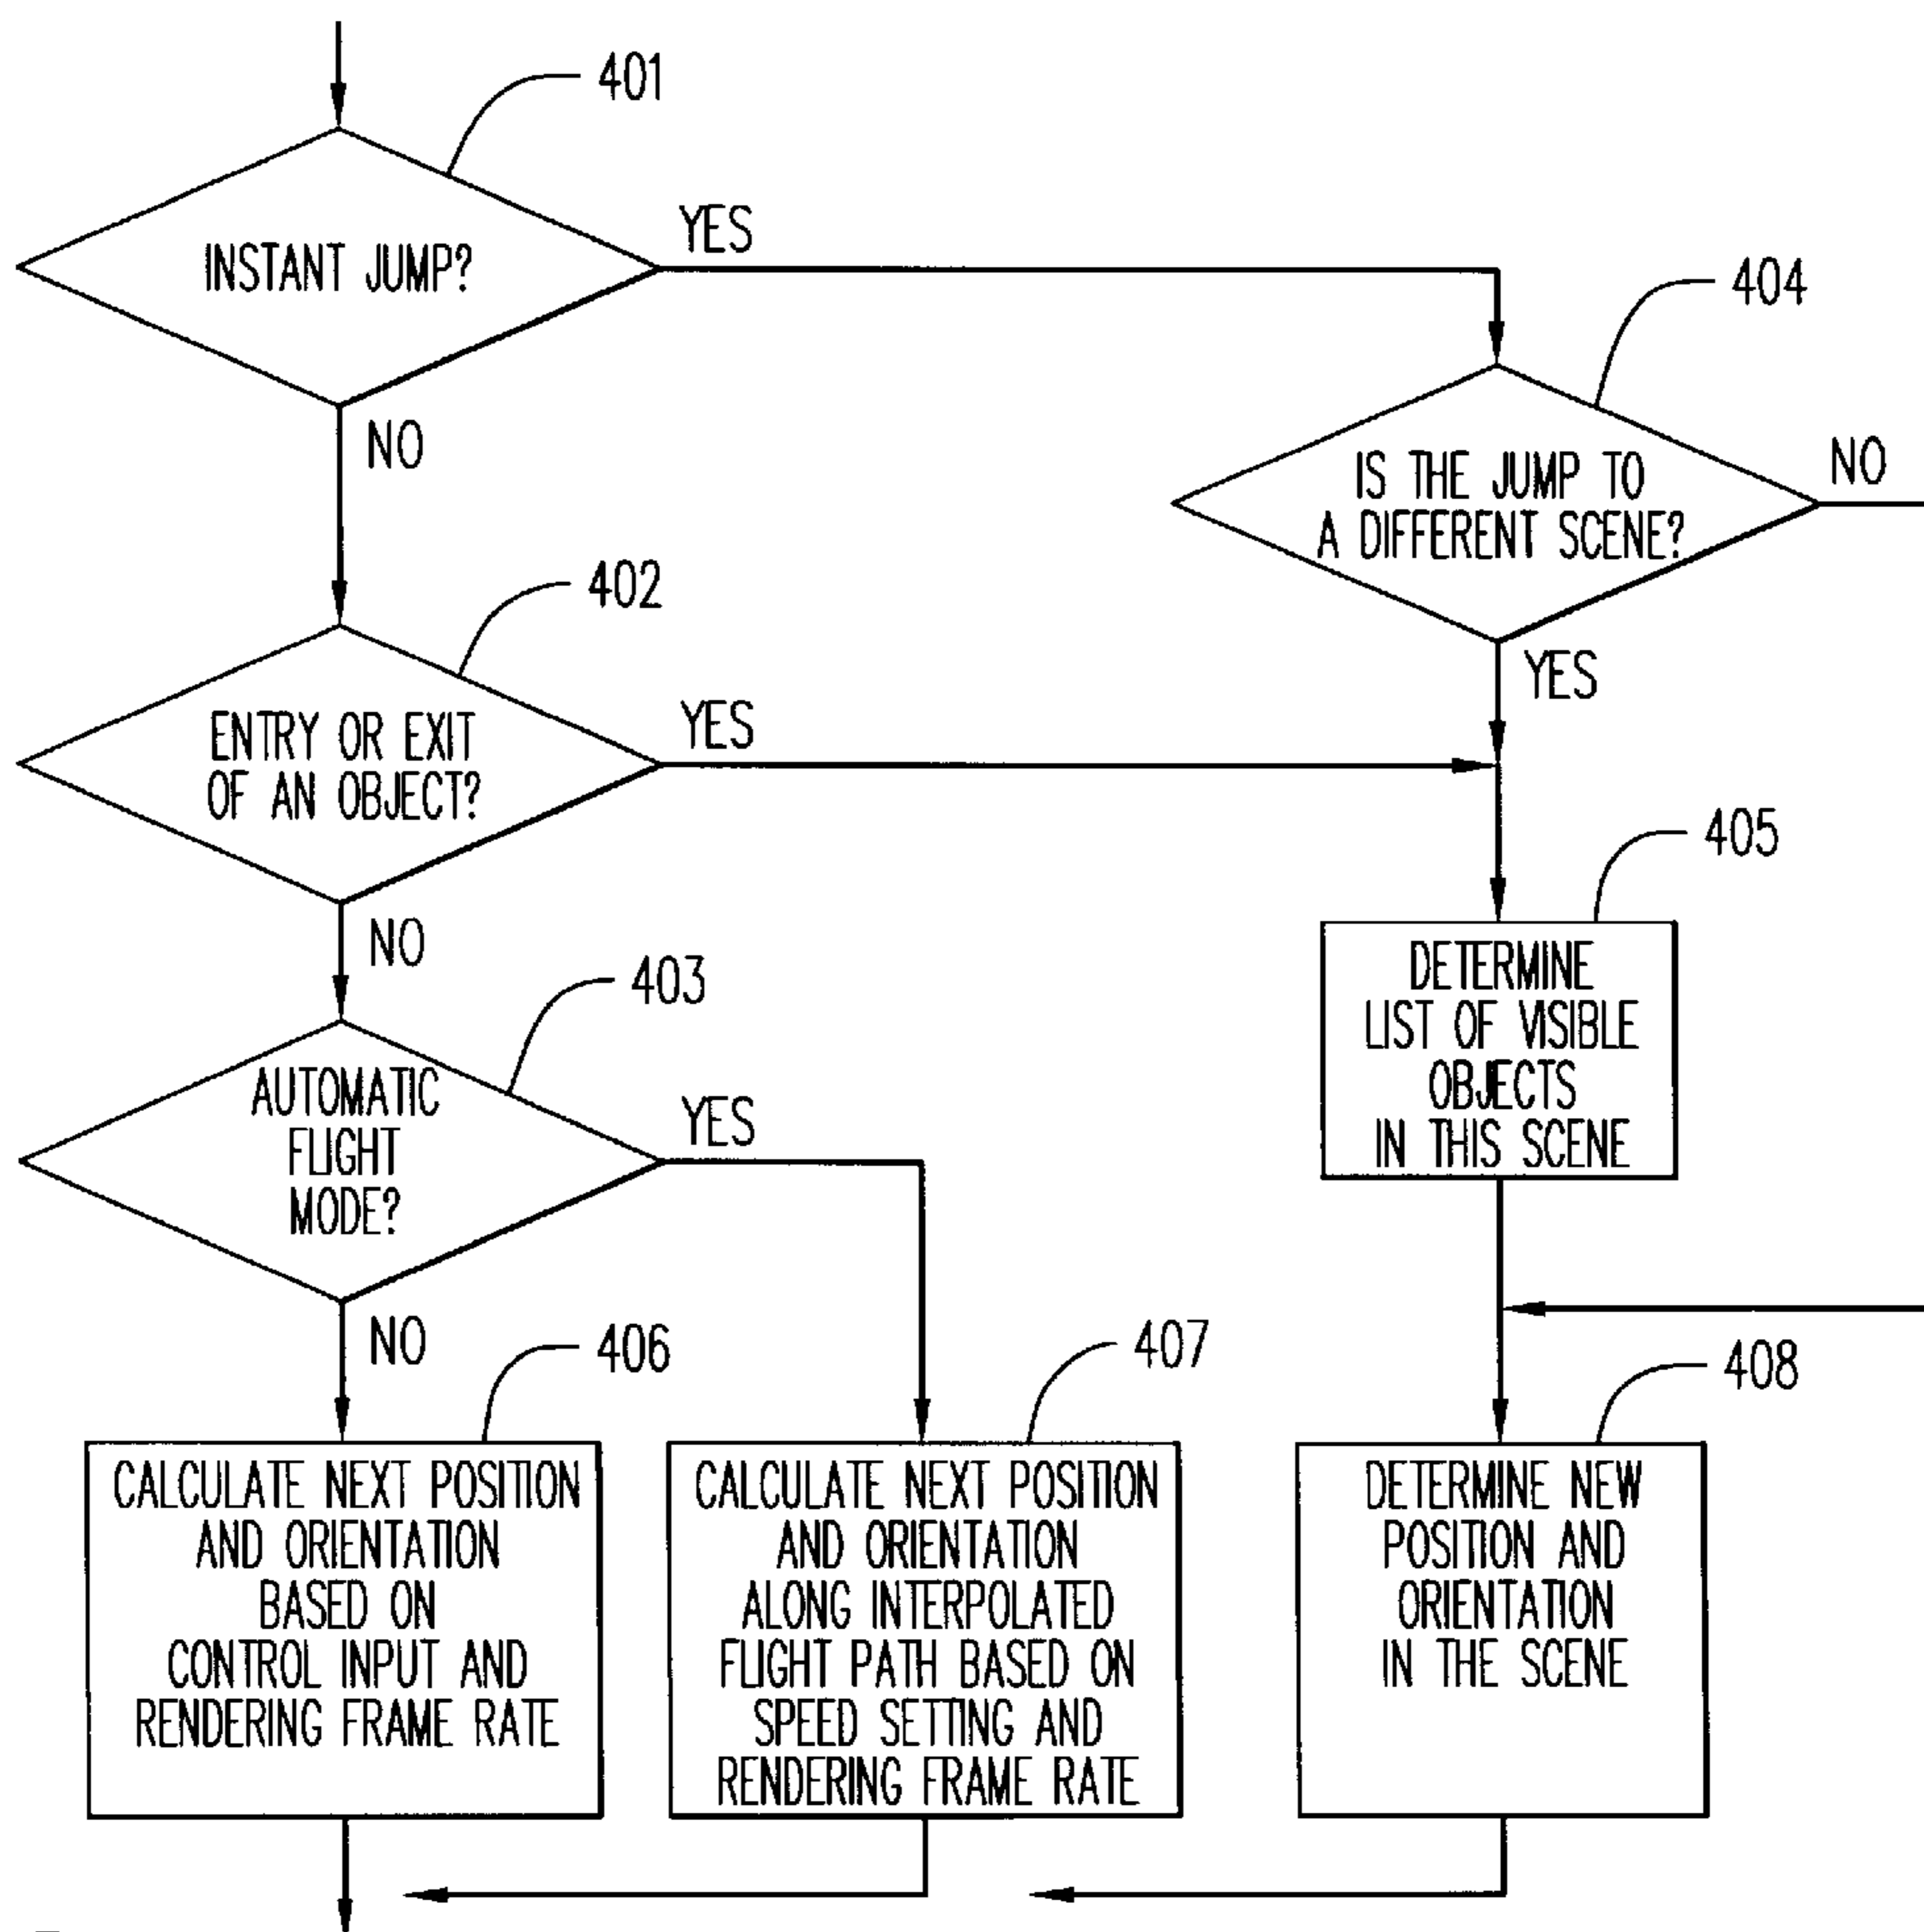 401
INSTANT JUMP?
YES
NO
404
IS THE JUMP TO
A DIFFERENT SCENE?
NO
YES
402
ENTRY OR EXIT
OF AN OBJECT?
YES
NO
405
DETERMINE
LIST OF VISIBLE
OBJECTS
IN THIS SCENE
403
AUTOMATIC
FLIGHT
MODE?
YES
NO
406
CALCULATE NEXT POSITION
AND ORIENTATION
BASED ON
CONTROL INPUT AND
RENDERING FRAME RATE
407
CALCULATE NEXT POSITION
AND ORIENTATION
ALONG INTERPOLATED
FLIGHT PATH BASED ON
SPEED SETTING AND
RENDERING FRAME RATE
408
DETERMINE NEW
POSITION AND
ORIENTATION
IN THE SCENE